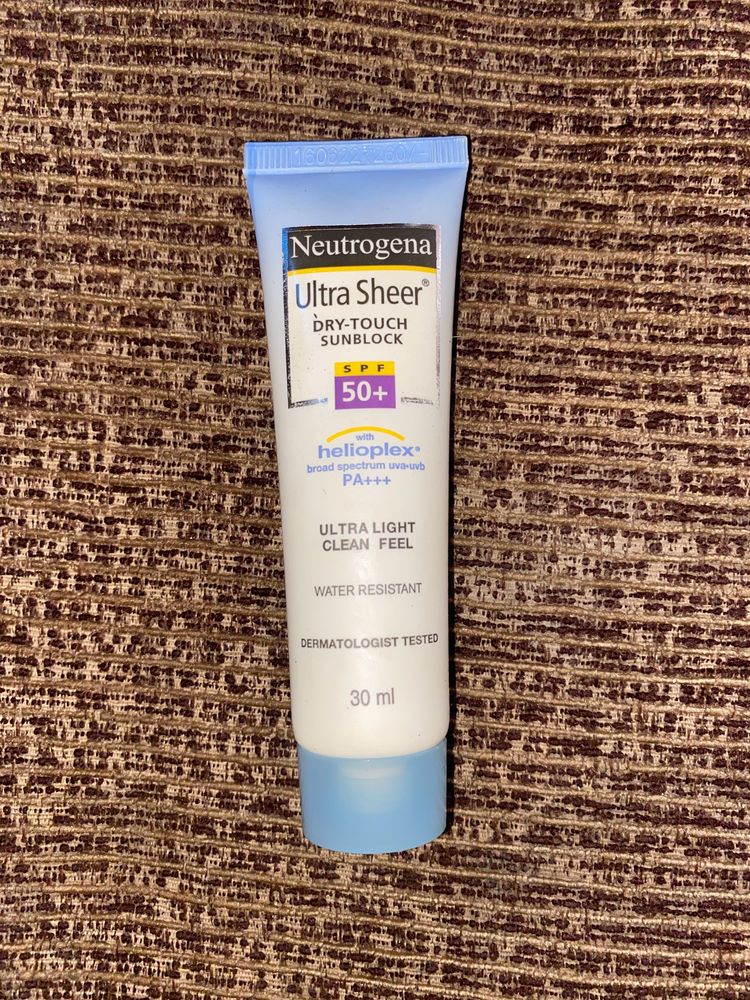 Neutrogena
Ultra Sheer®
DRY-TOUCH
SUNBLOCK
SPF
50+
with
helioplex®
broad spectrum uva•uvb
PA+++
ULTRA LIGHT
CLEAN FEEL
WATER RESISTANT
DERMATOLOGIST TESTED
30 ml